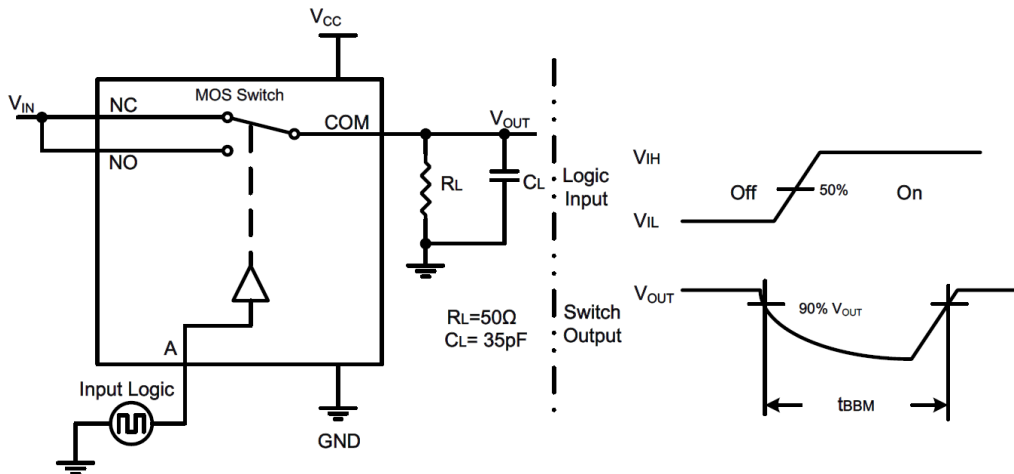 VCC
VIN
NC
MOS Switch
COM
VOUT
NO
RL
CL
Logic
Input
VIH
Off
50%
On
VIL
A
RL=50Ω
CL= 35pF
Switch
Output
VOUT
90% VOUT
tBBM
Input Logic
GND